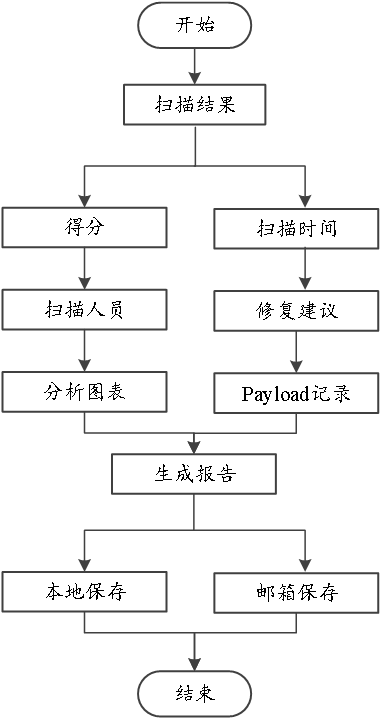 开始
扫描结果
得分
扫描时间
扫描人员
修复建议
分析图表
Payload记录
生成报告
本地保存
邮箱保存
结束